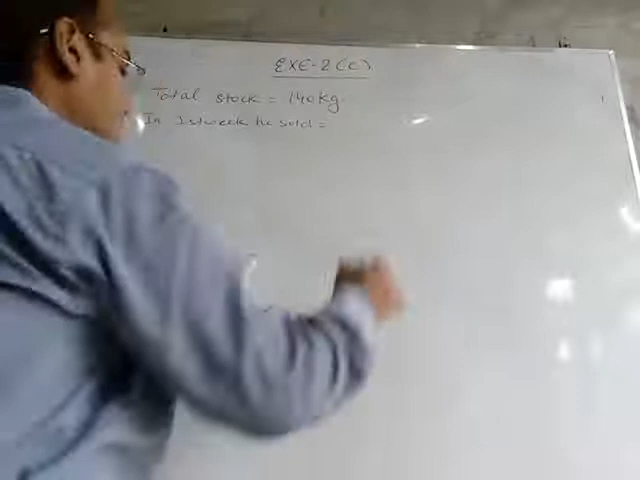 EXE-2(C)
Total stock = 140kg
In 1st week he sold =